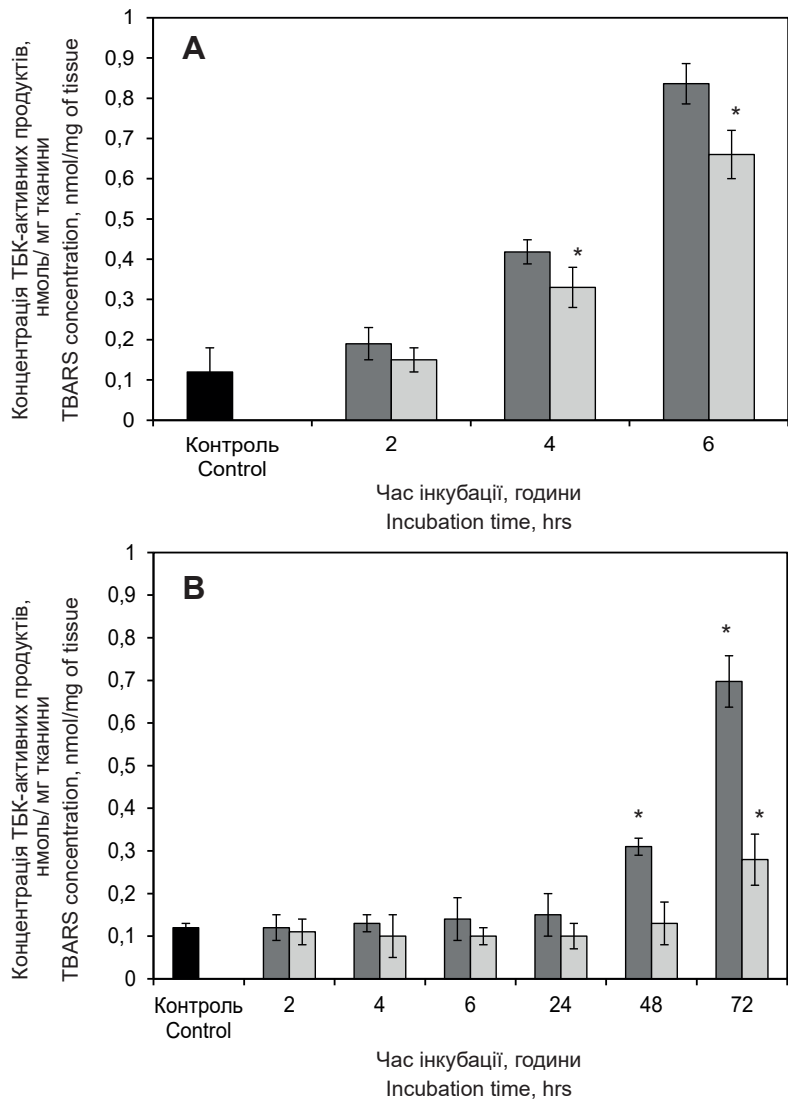 A
Концентрація ТБК-активних продуктів,
нмоль/ мг тканини
TBARS concentration, nmol/mg of tissue
1
0,9
0,8
0,7
0,6
0,5
0,4
0,3
0,2
0,1
0
*
*
Контроль
Control
2
4
6
Час інкубації, години
Incubation time, hrs
B
Концентрація ТБК-активних продуктів,
нмоль/ мг тканини
TBARS concentration, nmol/mg of tissue
1
0,9
0,8
0,7
0,6
0,5
0,4
0,3
0,2
0,1
0
*
*
*
Контроль
Control
2
4
6
24
48
72
Час інкубації, години
Incubation time, hrs